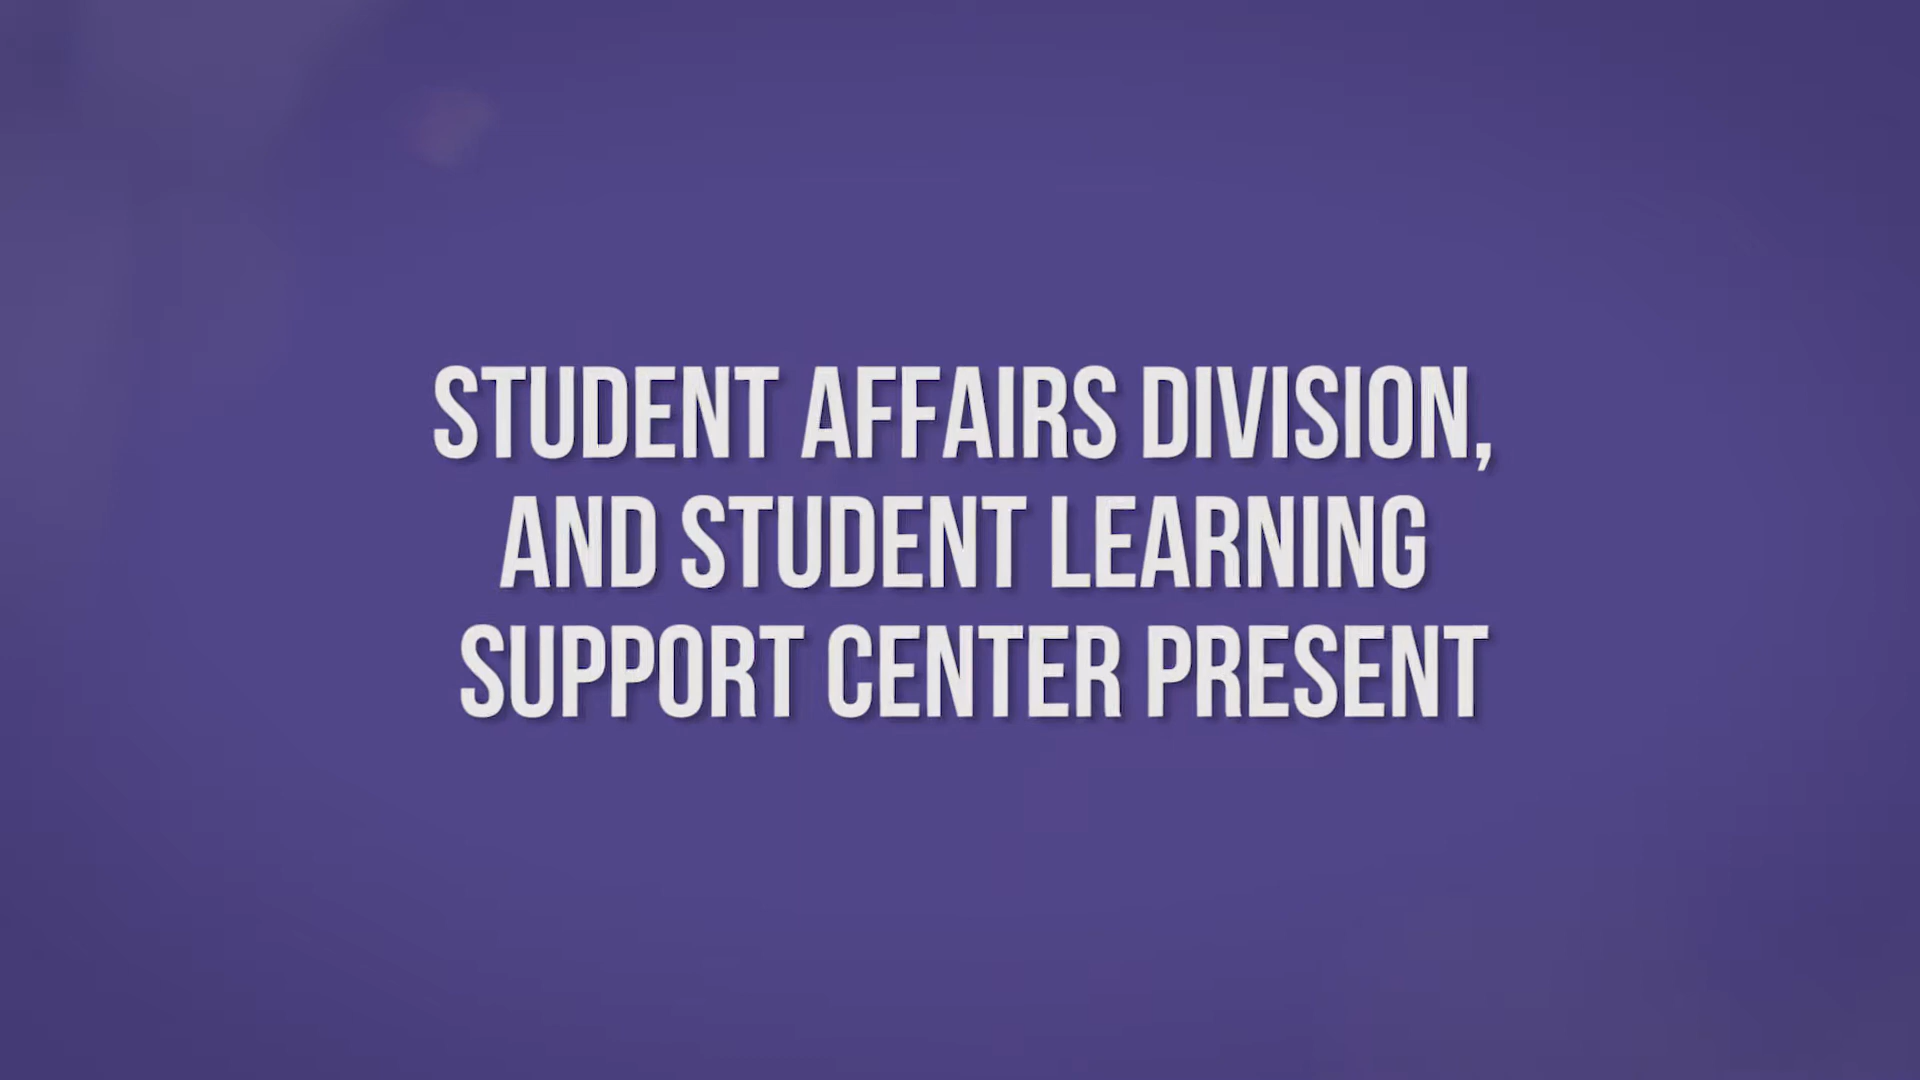 STUDENT AFFAIRS DIVISION,
AND STUDENT LEARNING
SUPPORT CENTER PRESENT